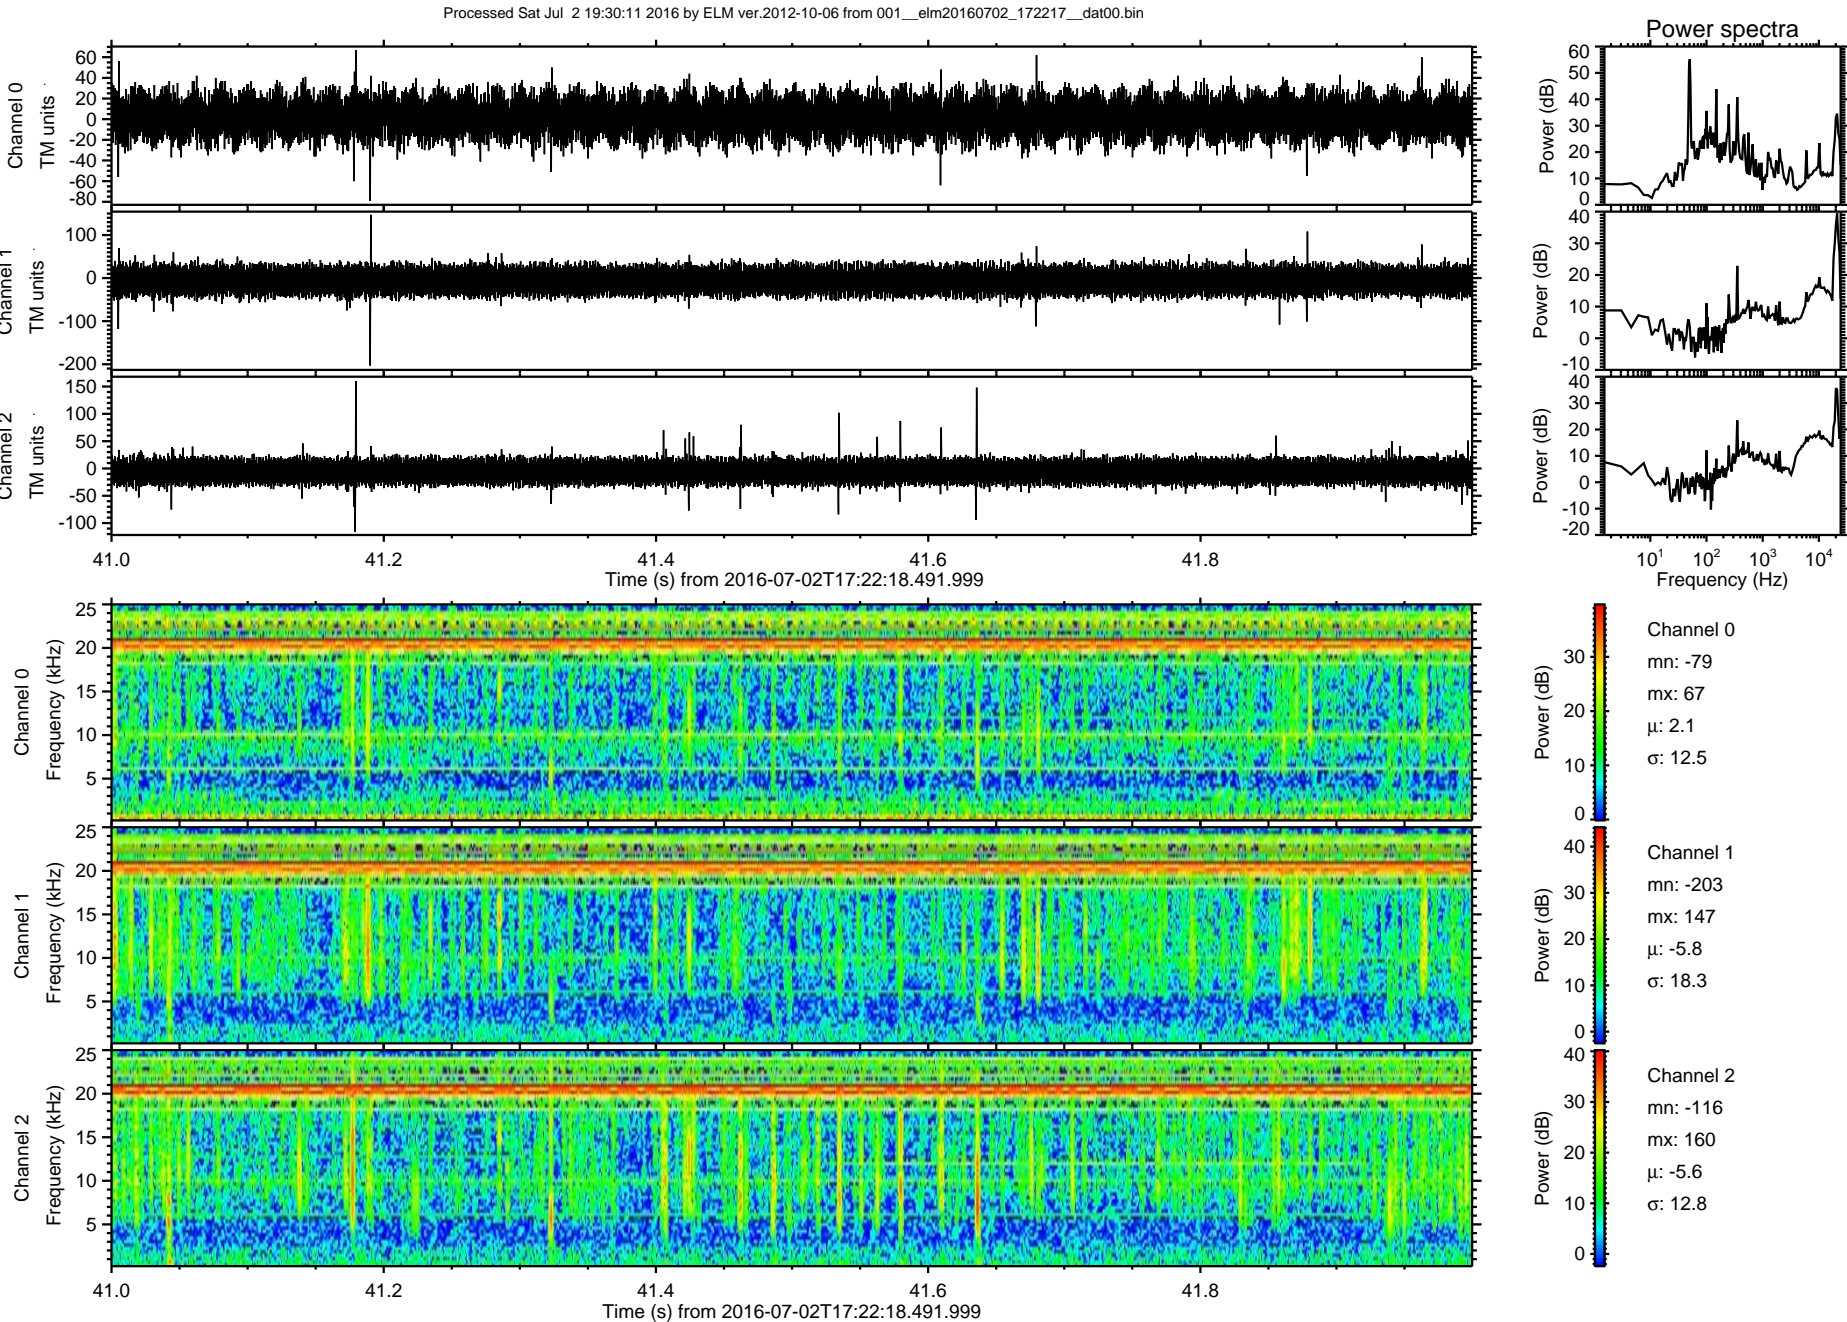 Processed Sat Jul  2 19:30:11 2016 by ELM ver.2012-10-06 from 001__elm20160702_172217__dat00.bin
Power spectra
Channel 0
TM units
60
40
20
0
-20
-40
-60
-80
Power (dB)
60
50
40
30
20
10
0
Channel 1
TM units
100
0
-100
-200
Power (dB)
40
30
20
10
0
-10
Channel 2
TM units
150
100
50
0
-50
-100
Power (dB)
40
30
20
10
0
-10
-20
41.0
41.2
41.4
41.6
41.8
Time (s) from 2016-07-02T17:22:18.491.999
10^1
10^2
10^3
10^4
Frequency (Hz)
Channel 0
Frequency (kHz)
25
20
15
10
5
Power (dB)
30
20
10
0
Channel 0
mn: -79
mx: 67
μ: 2.1
σ: 12.5
Channel 1
Frequency (kHz)
25
20
15
10
5
Power (dB)
40
30
20
10
0
Channel 1
mn: -203
mx: 147
μ: -5.8
σ: 18.3
Channel 2
Frequency (kHz)
25
20
15
10
5
Power (dB)
40
30
20
10
0
Channel 2
mn: -116
mx: 160
μ: -5.6
σ: 12.8
41.0
41.2
41.4
41.6
41.8
Time (s) from 2016-07-02T17:22:18.491.999